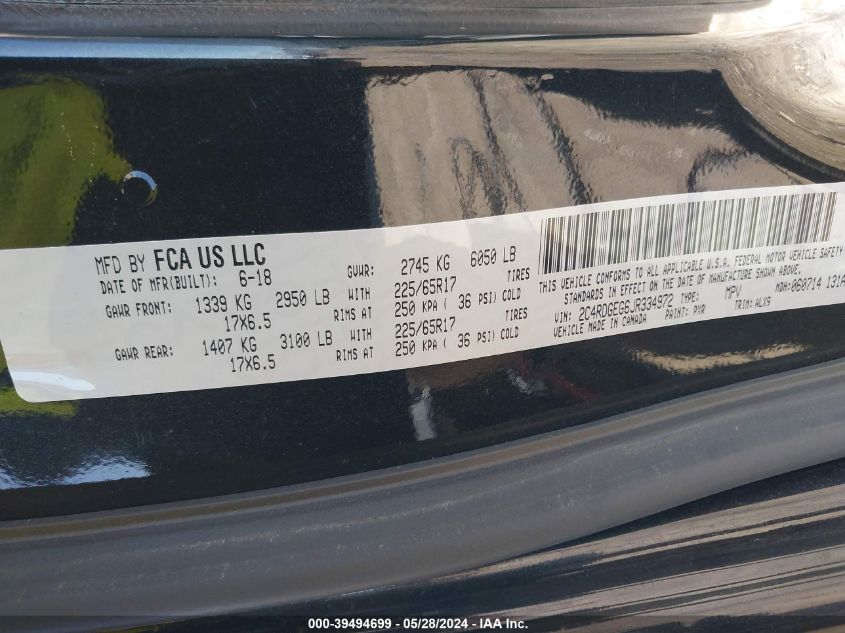 MFD BY FCA US LLC
DATE OF MFR(BUILT): 6-18 GVWR: 2745 KG 6050 LB
GAWR FRONT: 1339 KG 2950 LB WITH 225/65R17 TIRES
17X6.5 RIMS AT 250 KPA ( 36 PSI) COLD
GAWR REAR: 1407 KG 3100 LB WITH 225/65R17 TIRES
17X6.5 RIMS AT 250 KPA ( 36 PSI) COLD
THIS VEHICLE CONFORMS TO ALL APPLICABLE U.S.A. FEDERAL MOTOR VEHICLE SAFETY
STANDARDS IN EFFECT ON THE DATE OF MANUFACTURE SHOWN ABOVE.
VIN: 2C4RDGEG6JR334972 TYPE: MPV MDH: 060714 131A
VEHICLE MADE IN CANADA PAINT: PXR TRIM: ALX9
000-39494699 - 05/28/2024 - IAA Inc.